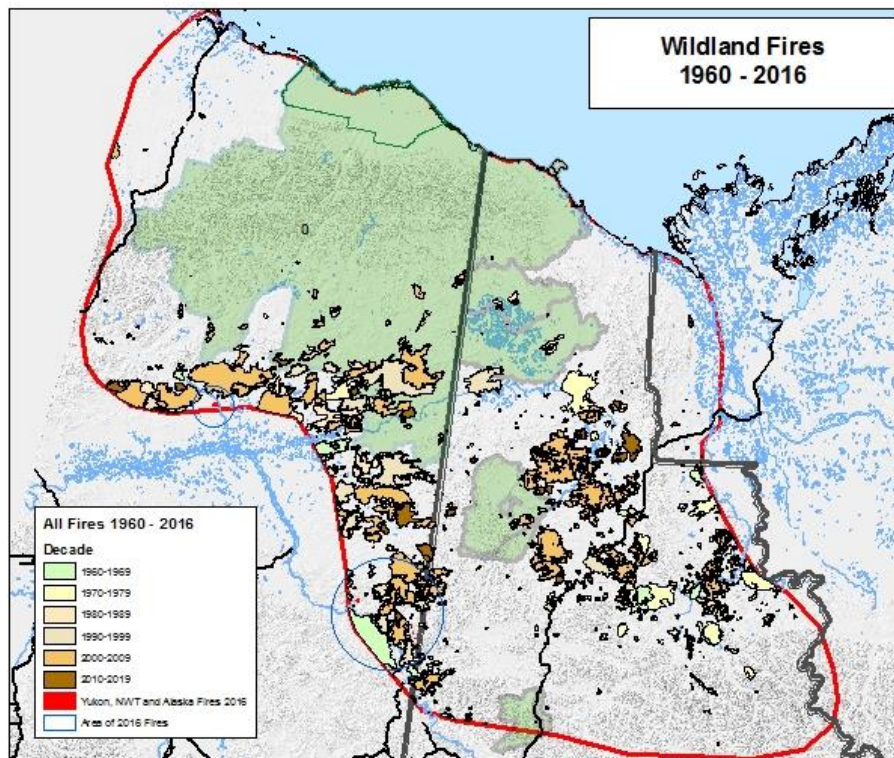 Wildland Fires
1960 - 2016
0
All Fires 1960 - 2016
Decade
1960-1969
1970-1979
1980-1989
1990-1999
2000-2009
2010-2019
Yukon, NWT and Alaska Fires 2016
Area of 2016 Fires